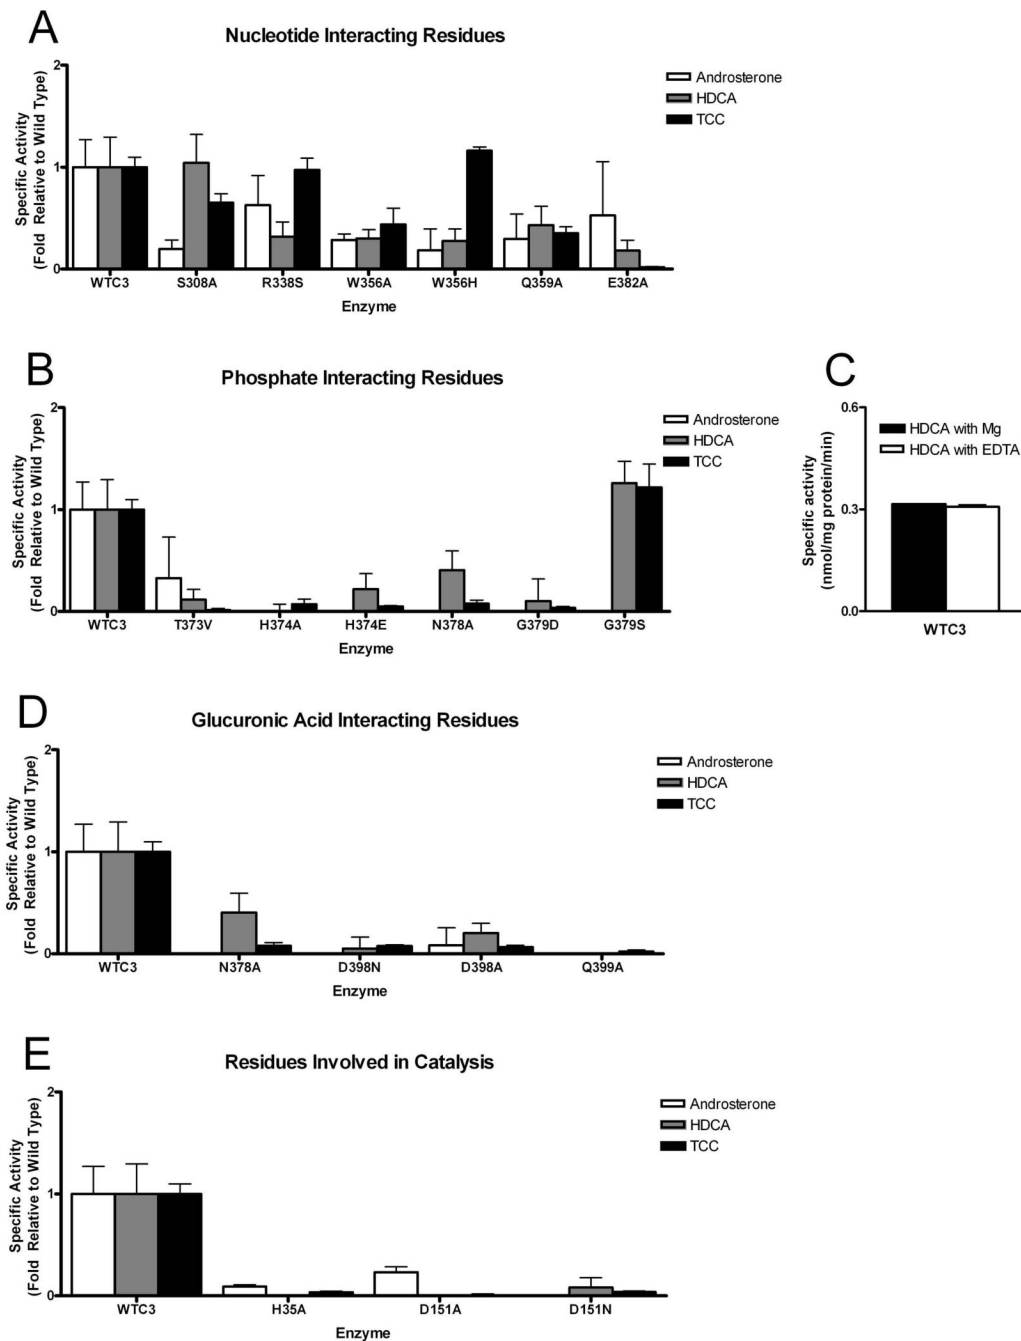 A
Nucleotide Interacting Residues
Specific Activity
(Fold Relative to Wild Type)
2
1
0
Androsterone
HDCA
TCC
WTC3 S308A R338S W356A W356H Q359A E382A
Enzyme
B
Phosphate Interacting Residues
Specific Activity
(Fold Relative to Wild Type)
2
1
0
Androsterone
HDCA
TCC
WTC3 T373V H374A H374E N378A G379D G379S
Enzyme
C
Specific activity
(nmol/mg protein/min)
0.6
0.3
0.0
HDCA with Mg
HDCA with EDTA
WTC3
D
Glucuronic Acid Interacting Residues
Specific Activity
(Fold Relative to Wild Type)
2
1
0
Androsterone
HDCA
TCC
WTC3 N378A D398N D398A Q399A
Enzyme
E
Residues Involved in Catalysis
Specific Activity
(Fold Relative to Wild Type)
2
1
0
Androsterone
HDCA
TCC
WTC3 H35A D151A D151N
Enzyme